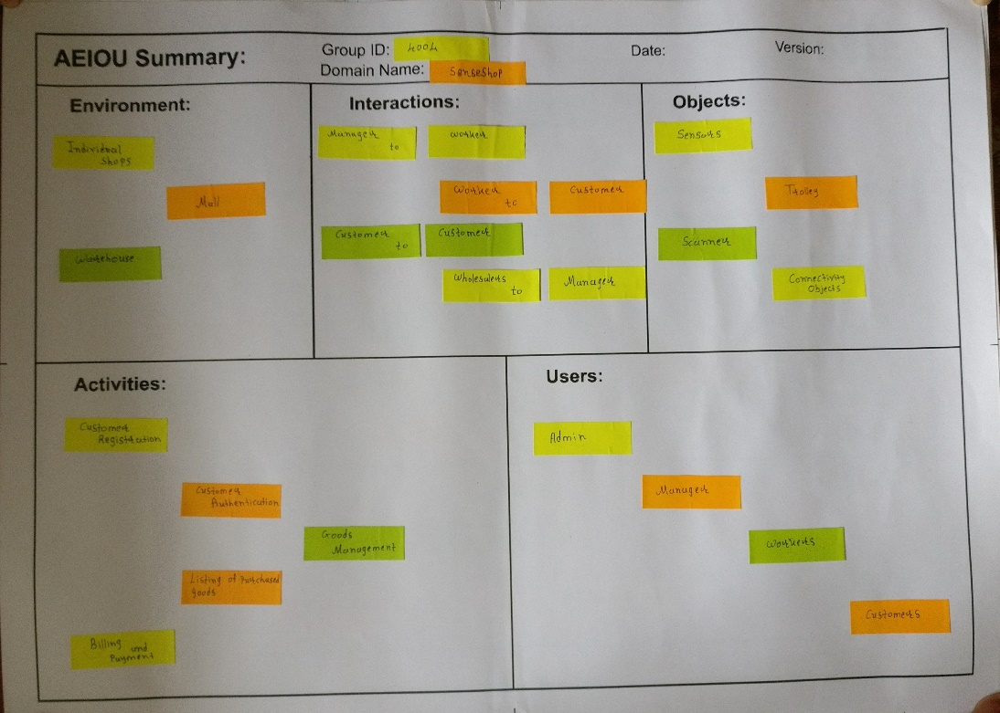 AEIOU Summary:
Group ID: 4004
Domain Name: SenseShop
Date:
Version:
Environment:
Individual
Shops
Mall
Warehouse
Interactions:
Manager
to
worker
Worker
to
Customer
Customer
to
Customer
Wholesalers
to
Manager
Objects:
Sensors
Trolley
Scanner
Connectivity
Objects
Activities:
Customer
Registration
Customer
Authentication
Goods
Management
Listing of Purchased
goods
Billing and
Payment
Users:
Admin
Manager
Workers
Customers